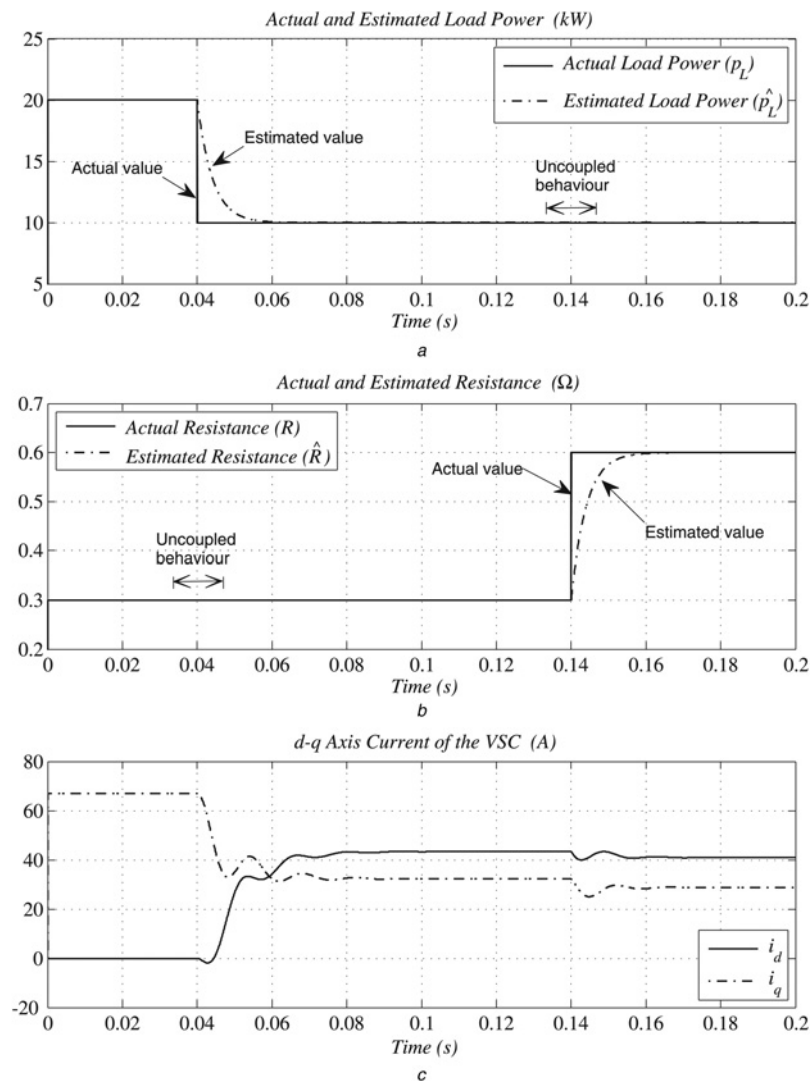 Actual and Estimated Load Power (kW)
25
20
15
10
5
Actual Load Power (p_L)
Estimated Load Power (p̂_L)
Estimated value
Actual value
Uncoupled
behaviour
0 0.02 0.04 0.06 0.08 0.1 0.12 0.14 0.16 0.18 0.2
Time (s)
a
Actual and Estimated Resistance (Ω)
0.7
0.6
0.5
0.4
0.3
0.2
Actual Resistance (R)
Estimated Resistance (R̂)
Actual value
Estimated value
Uncoupled
behaviour
0 0.02 0.04 0.06 0.08 0.1 0.12 0.14 0.16 0.18 0.2
Time (s)
b
d-q Axis Current of the VSC (A)
80
60
40
20
0
-20
i_d
i_q
0 0.02 0.04 0.06 0.08 0.1 0.12 0.14 0.16 0.18 0.2
Time (s)
c